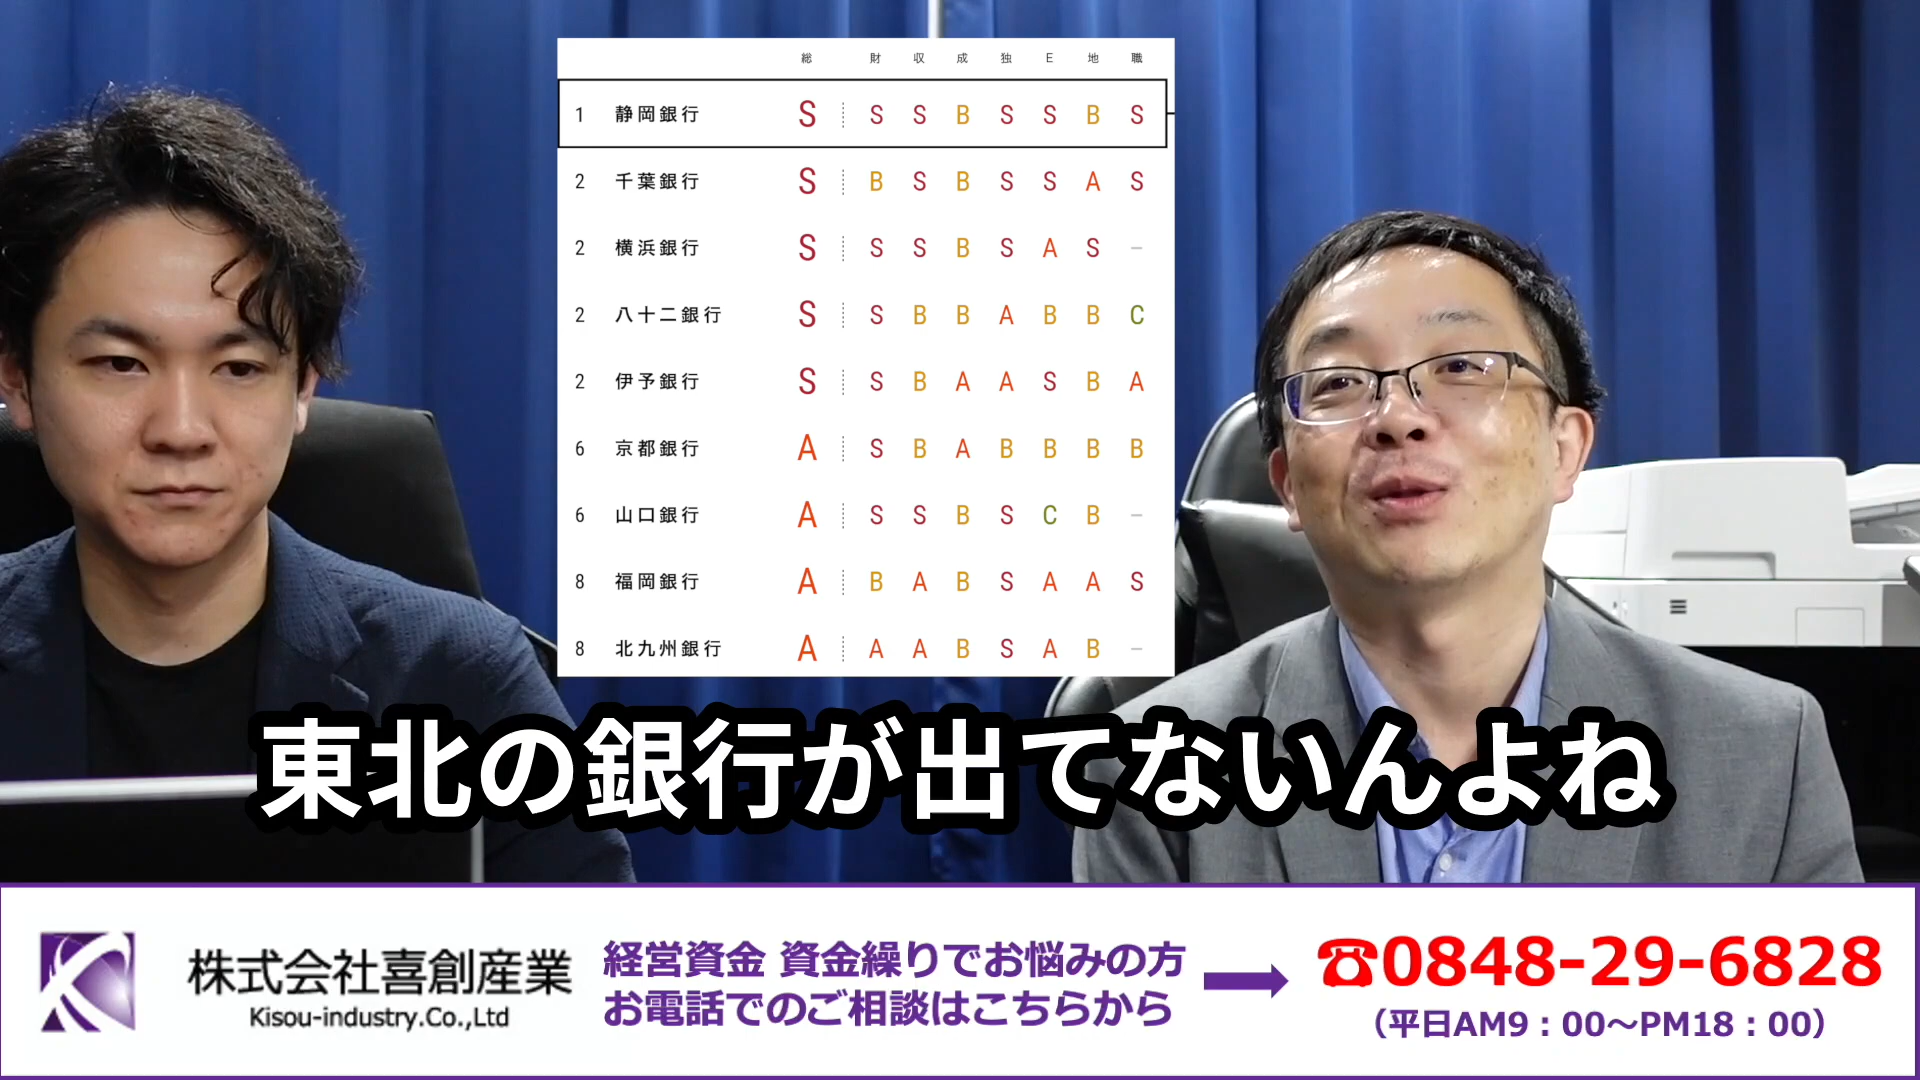 総 財 収 成 独 E 地 職
1 静岡銀行 S S S B S S B S
2 千葉銀行 S B S B S S A S
2 横浜銀行 S S S B S A S –
2 八十二銀行 S S B B A B B C
2 伊予銀行 S S B A A S B A
6 京都銀行 A S B A B B B B
6 山口銀行 A S S B S C B –
8 福岡銀行 A B A B S A A S
8 北九州銀行 A A A B S A B –
東北の銀行が出てないんよね
株式会社喜創産業
Kisou-industry.Co.,Ltd
経営資金 資金繰りでお悩みの方
お電話でのご相談はこちらから
☎0848-29-6828
（平日AM9：00～PM18：00）